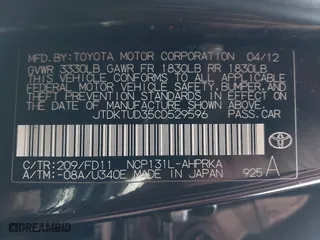 MFD. BY: TOYOTA MOTOR CORPORATION 04/12
GVWR 3330LB GAWR FR 1830LB RR 1830LB
THIS VEHICLE CONFORMS TO ALL APPLICABLE
FEDERAL MOTOR VEHICLE SAFETY, BUMPER, AND
THEFT PREVENTION STANDARDS IN EFFECT ON
THE DATE OF MANUFACTURE SHOWN ABOVE.
JTDKTUD35CD529596 PASS.CAR
C/TR: 209/FD11 NCP131L-AHPRKA
A/TM: -08A/U340E MADE IN JAPAN 925 A